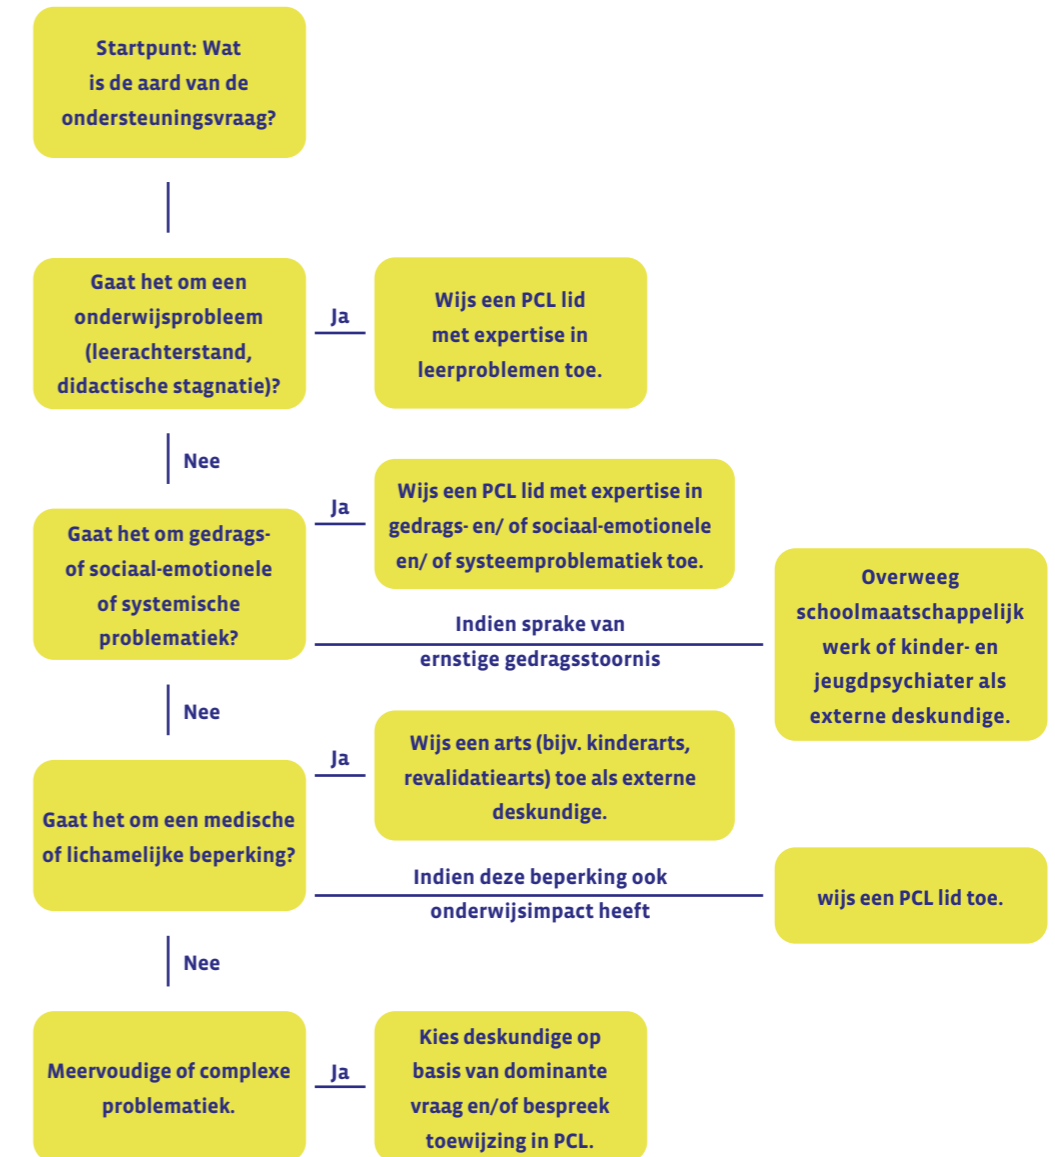 Startpunt: Wat
is de aard van de
ondersteuningsvraag?
Gaat het om een
onderwijsprobleem
(leerachterstand,
didactische stagnatie)?
Ja
Wijs een PCL lid
met expertise in
leerproblemen toe.
Nee
Gaat het om gedrags-
of sociaal-emotionele
of systemische
problematiek?
Ja
Wijs een PCL lid met expertise in
gedrags- en/ of sociaal-emotionele
en/ of systeemproblematiek toe.
Indien sprake van
ernstige gedragsstoornis
Overweeg
schoolmaatschappelijk
werk of kinder- en
jeugdpsychiater als
externe deskundige.
Nee
Gaat het om een medische
of lichamelijke beperking?
Ja
Wijs een arts (bijv. kinderarts,
revalidatiearts) toe als externe
deskundige.
Indien deze beperking ook
onderwijsimpact heeft
wijs een PCL lid toe.
Nee
Meervoudige of complexe
problematiek.
Ja
Kies deskundige op
basis van dominante
vraag en/of bespreek
toewijzing in PCL.